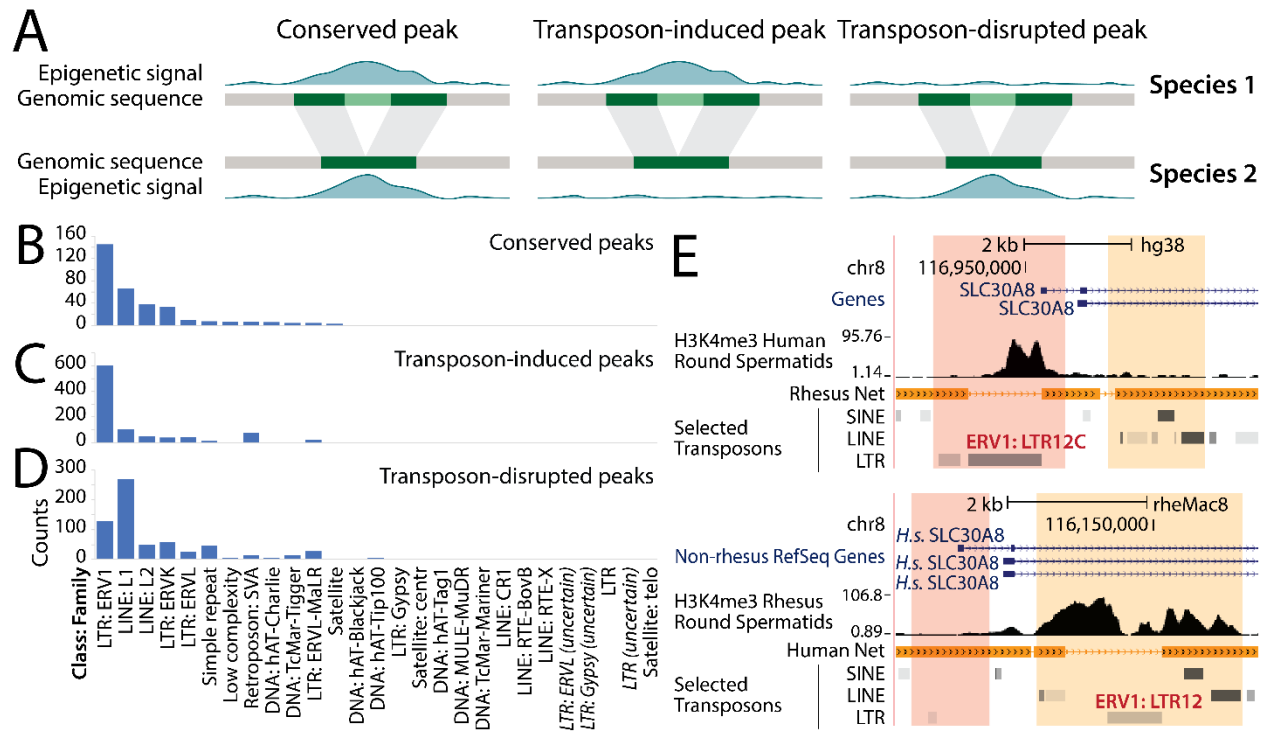 A
Conserved peak
Transposon-induced peak
Transposon-disrupted peak
Epigenetic signal
Genomic sequence
Species 1
Genomic sequence
Epigenetic signal
Species 2
B
Conserved peaks
160
120
80
40
0
C
Transposon-induced peaks
600
400
200
0
D
Transposon-disrupted peaks
300
200
100
0
Counts
Class: Family
LTR: ERV1
LINE: L1
LINE: L2
LTR: ERVK
LTR: ERVL
Simple repeat
Low complexity
Retroposon: SVA
DNA: hAT-Charlie
DNA: TcMar-Tigger
LTR: ERVL-MaLR
Satellite
DNA: hAT-Blackjack
DNA: hAT-Tip100
LTR: Gypsy
Satellite: centr
DNA: hAT-Tag1
DNA: MULE-MuDR
DNA: TcMar-Mariner
LINE: CR1
LINE: RTE-BovB
LINE: RTE-X
LTR: ERVL (uncertain)
LTR: Gypsy (uncertain)
LTR
LTR (uncertain)
Satellite: telo
E
2 kb hg38
chr8 116,950,000
Genes SLC30A8
SLC30A8
H3K4me3 Human
Round Spermatids
95.76
1.14
Rhesus Net
Selected
Transposons
SINE
LINE
LTR
ERV1: LTR12C
2 kb rheMac8
chr8 116,150,000
Non-rhesus RefSeq Genes
H.s. SLC30A8
H.s. SLC30A8
H.s. SLC30A8
H3K4me3 Rhesus
Round Spermatids
106.8
0.89
Human Net
Selected
Transposons
SINE
LINE
LTR
ERV1: LTR12